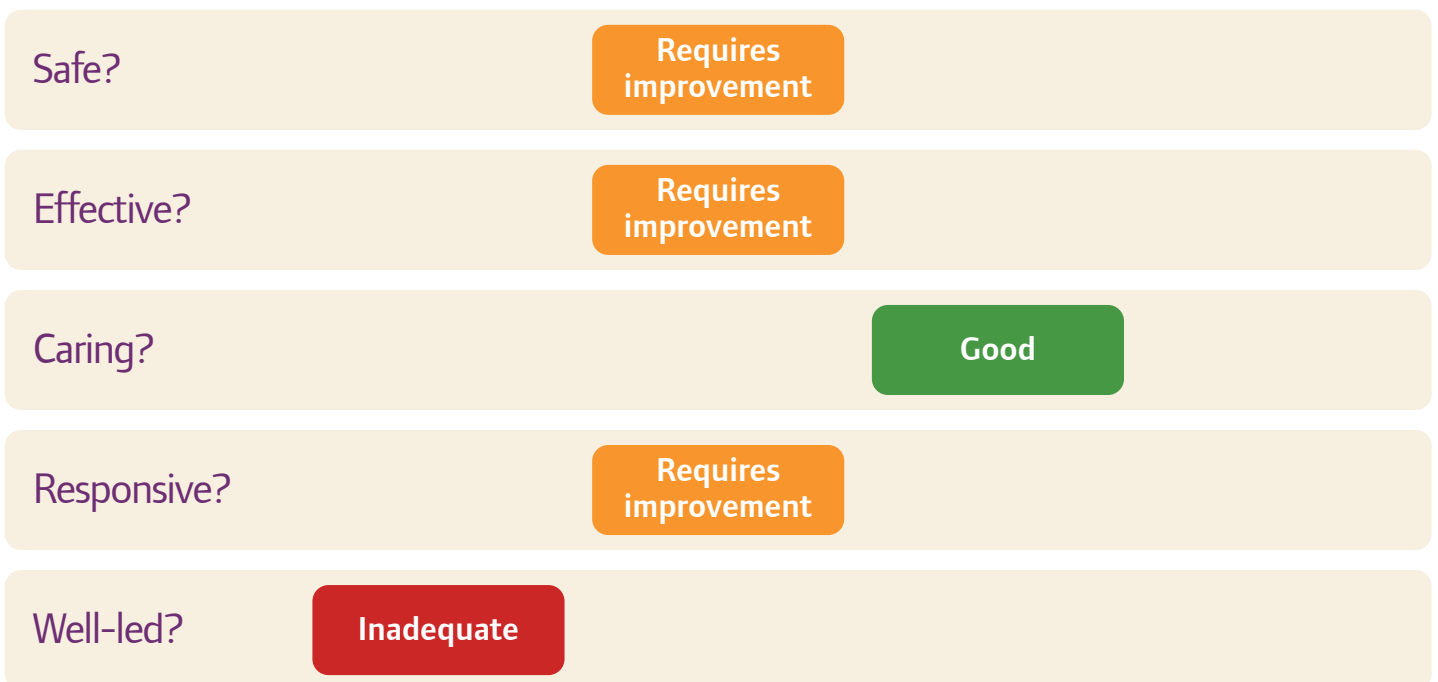 Safe?
Requires
improvement
Effective?
Requires
improvement
Caring?
Good
Responsive?
Requires
improvement
Well-led?
Inadequate